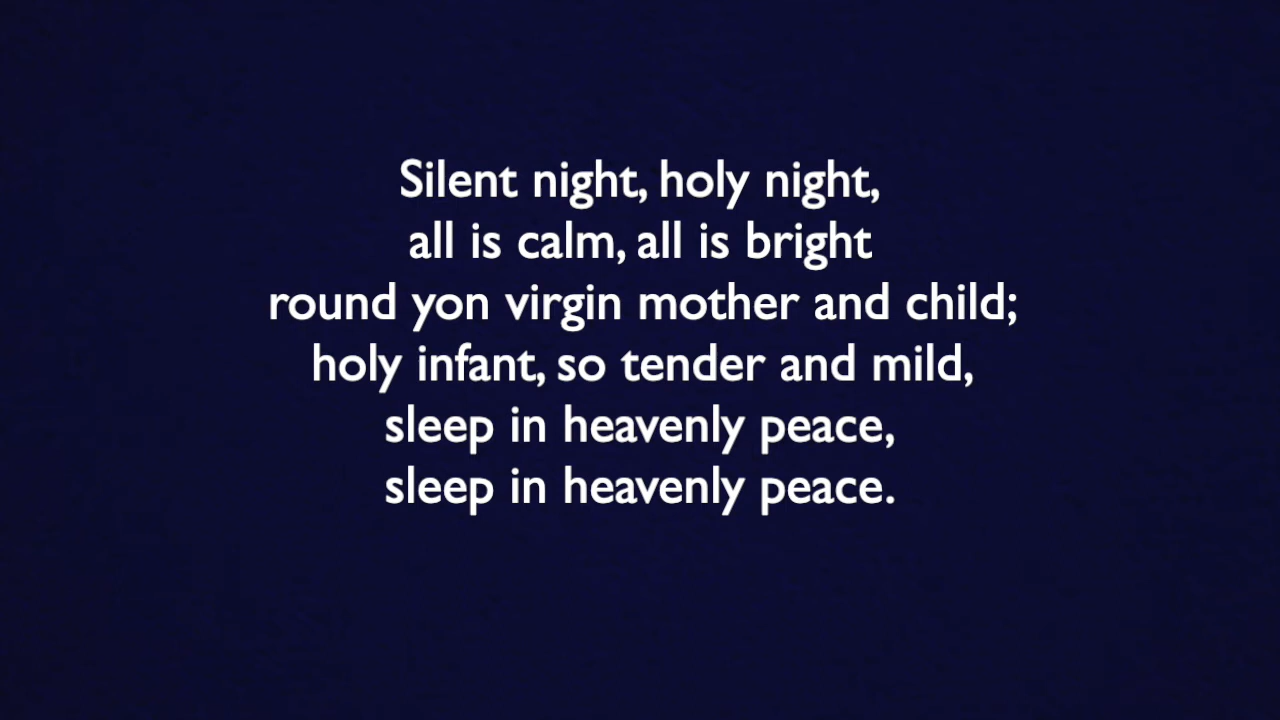 Silent night, holy night,
all is calm, all is bright
round yon virgin mother and child;
holy infant, so tender and mild,
sleep in heavenly peace,
sleep in heavenly peace.